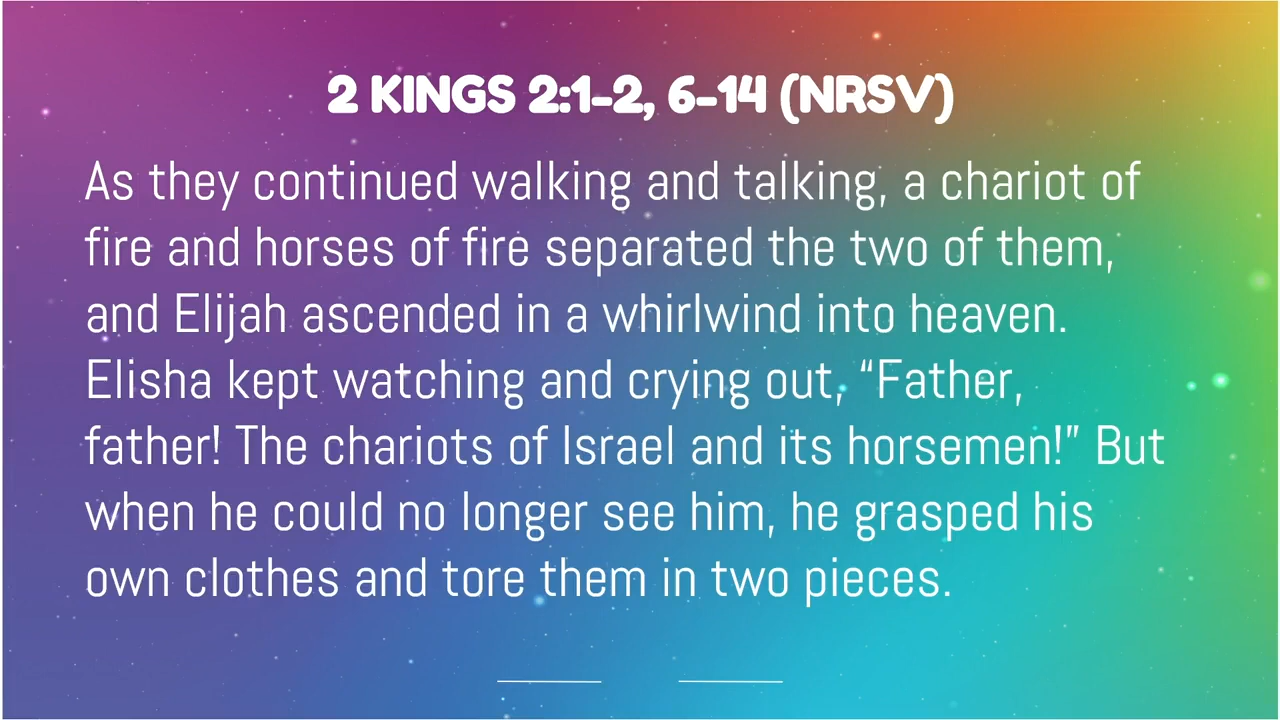 2 KINGS 2:1-2, 6-14 (NRSV)
As they continued walking and talking, a chariot of
fire and horses of fire separated the two of them,
and Elijah ascended in a whirlwind into heaven.
Elisha kept watching and crying out, “Father,
father! The chariots of Israel and its horsemen!” But
when he could no longer see him, he grasped his
own clothes and tore them in two pieces.